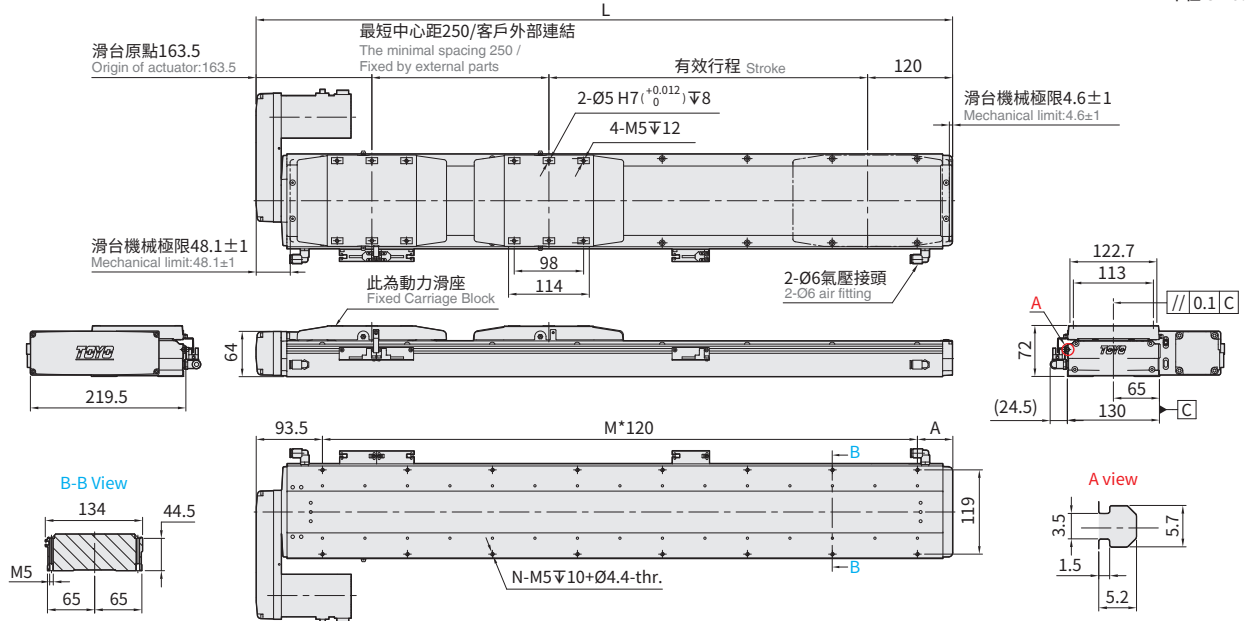 L
滑台原點163.5
Origin of actuator:163.5
最短中心距250/客戶外部連結
The minimal spacing 250 /
Fixed by external parts
有效行程 Stroke
120
2-Ø5 H7(+0.012 0)↧8
4-M5↧12
滑台機械極限4.6±1
Mechanical limit:4.6±1
滑台機械極限48.1±1
Mechanical limit:48.1±1
98
114
此為動力滑座
Fixed Carriage Block
2-Ø6氣壓接頭
2-Ø6 air fitting
122.7
113
// 0.1 C
A
TOYO
219.5
64
72
TOYO
65
(24.5)
130
C
93.5
M*120
A
B
B-B View
134
44.5
M5
65
65
119
B
N-M5↧10+Ø4.4-thr.
A view
3.5
5.7
1.5
5.2